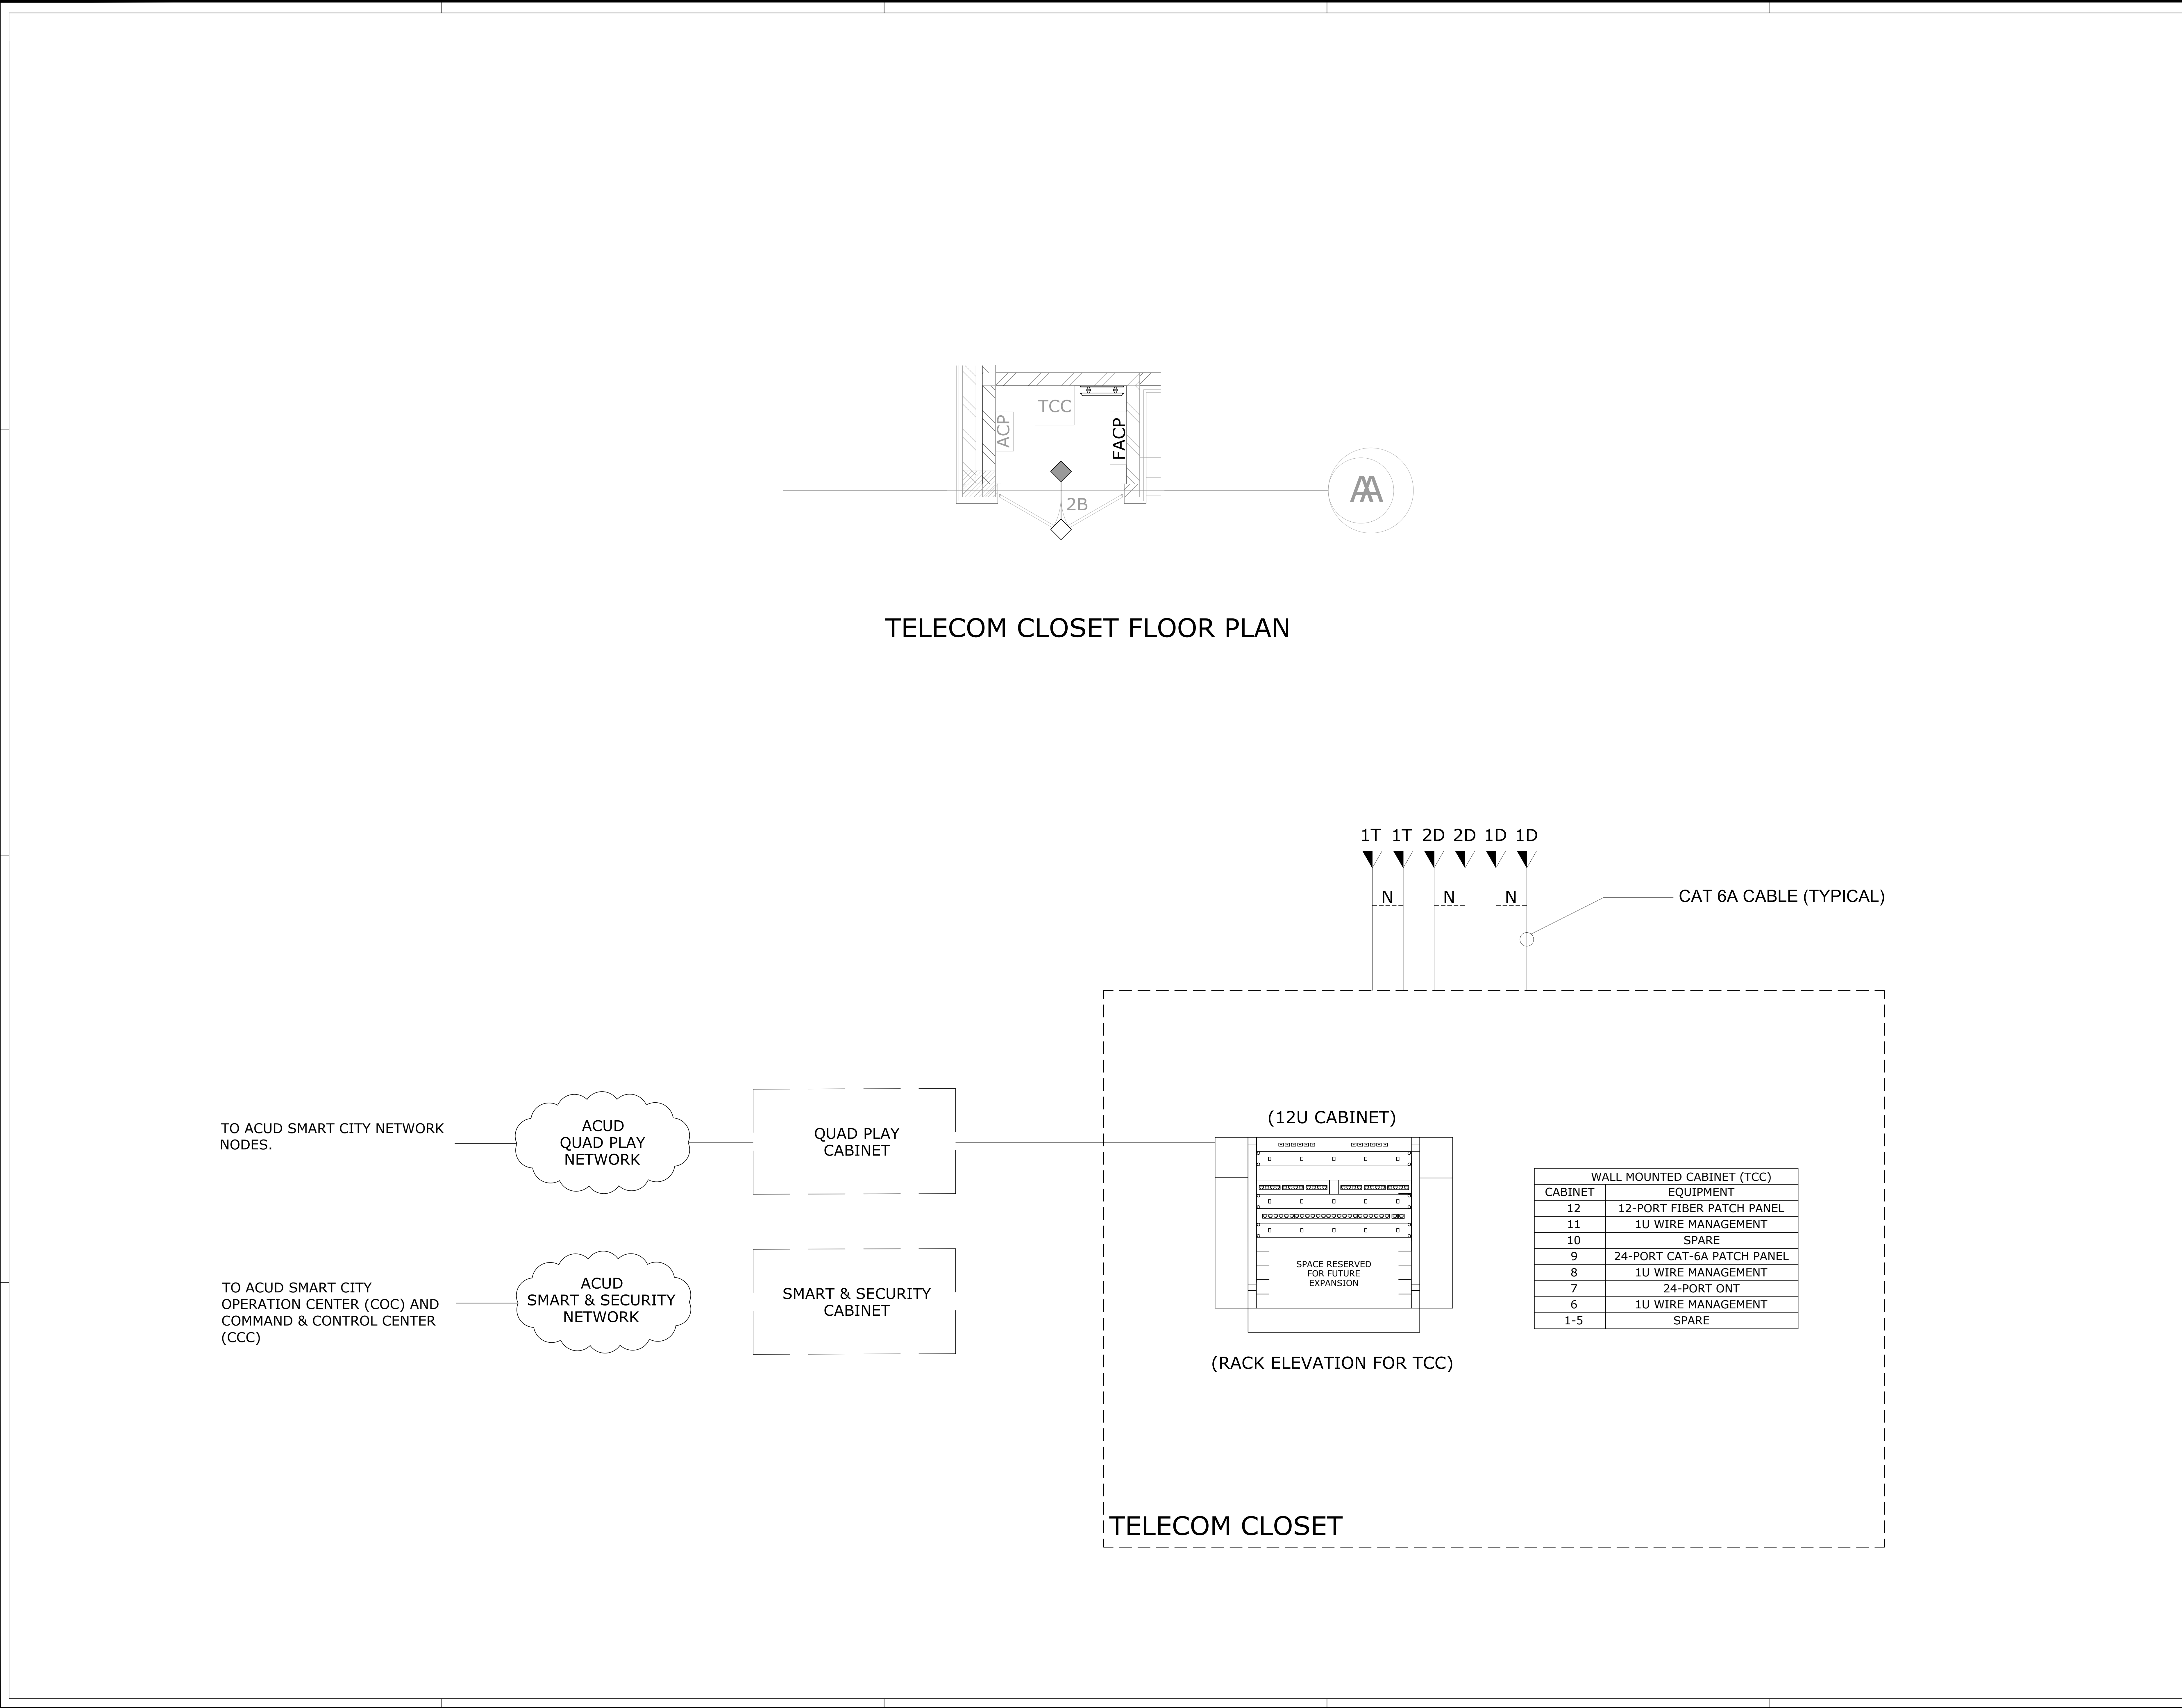 TCC
ACP
FACP
2B
AA
TELECOM CLOSET FLOOR PLAN
1T 1T 2D 2D 1D 1D
N N N
CAT 6A CABLE (TYPICAL)
TO ACUD SMART CITY NETWORK
NODES.
ACUD
QUAD PLAY
NETWORK
QUAD PLAY
CABINET
TO ACUD SMART CITY
OPERATION CENTER (COC) AND
COMMAND & CONTROL CENTER
(CCC)
ACUD
SMART & SECURITY
NETWORK
SMART & SECURITY
CABINET
(12U CABINET)
SPACE RESERVED
FOR FUTURE
EXPANSION
(RACK ELEVATION FOR TCC)
WALL MOUNTED CABINET (TCC)
CABINET EQUIPMENT
12 12-PORT FIBER PATCH PANEL
11 1U WIRE MANAGEMENT
10 SPARE
9 24-PORT CAT-6A PATCH PANEL
8 1U WIRE MANAGEMENT
7 24-PORT ONT
6 1U WIRE MANAGEMENT
1-5 SPARE
TELECOM CLOSET